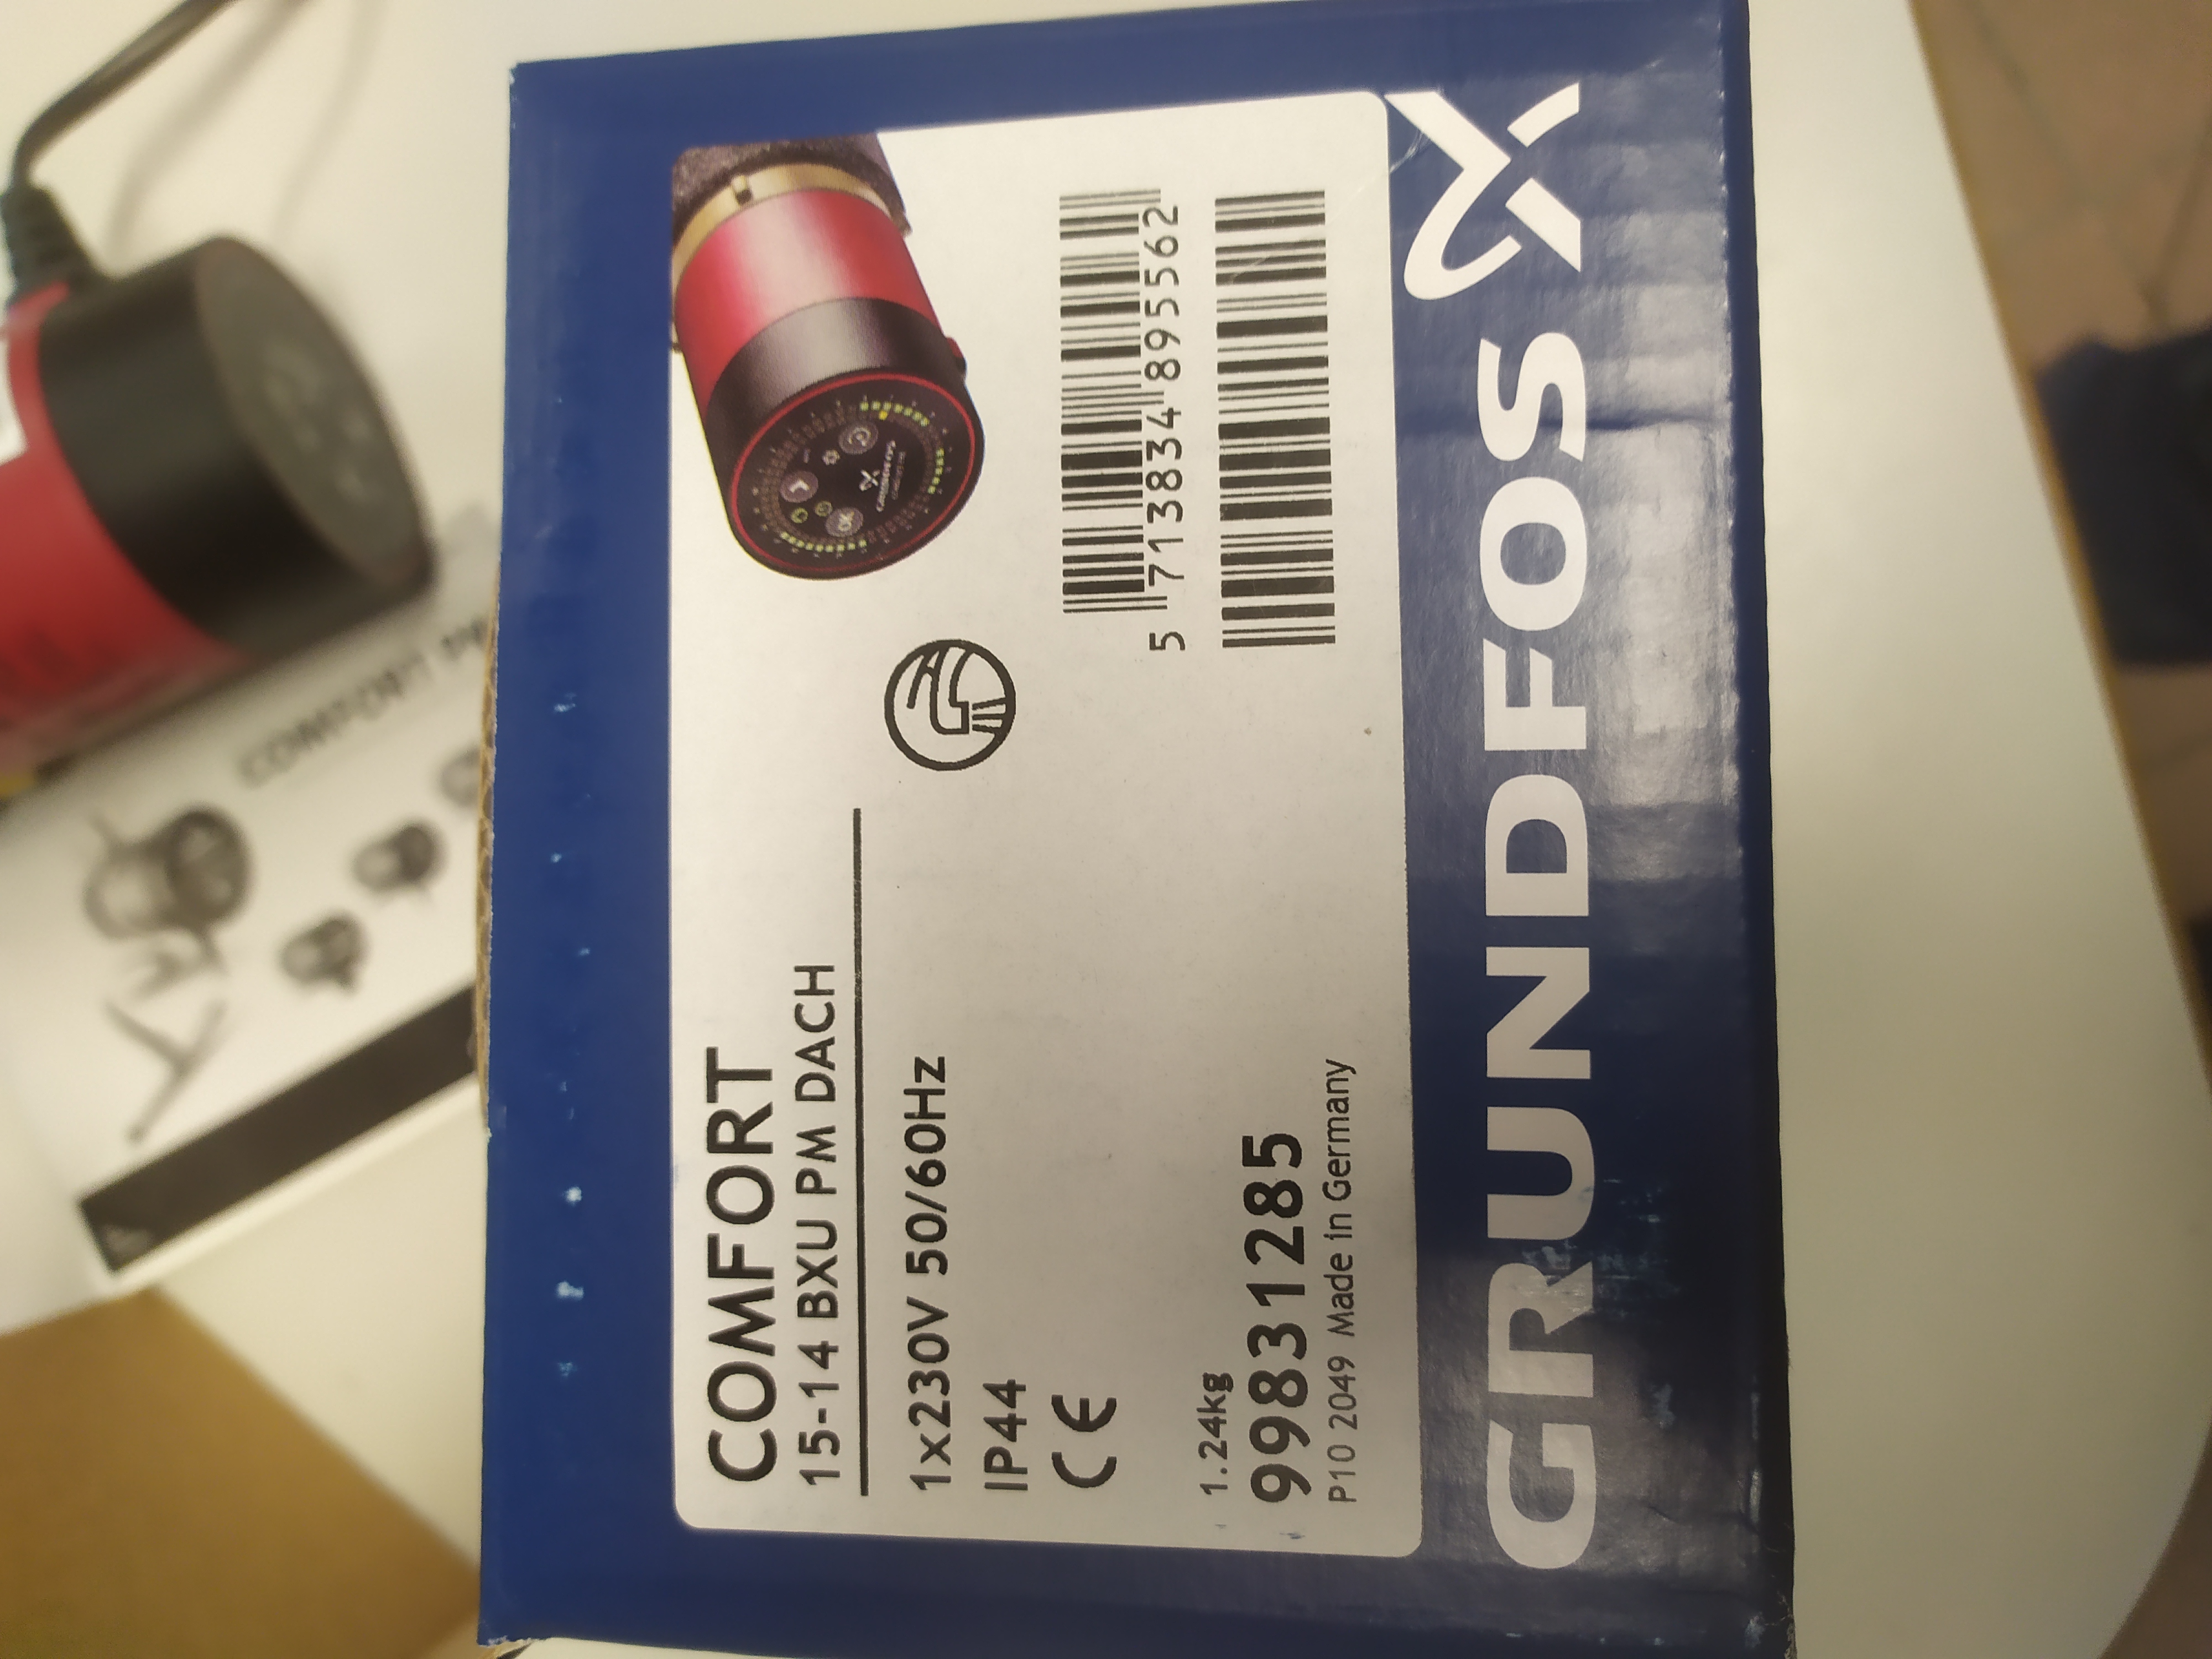 COMFORT
15-14 BXU PM DACH
1x230V 50/60Hz
IP44
CE
1.24kg
99831285
P10 2049 Made in Germany
5 713834 895562
GRUNDFOS
COMFORT